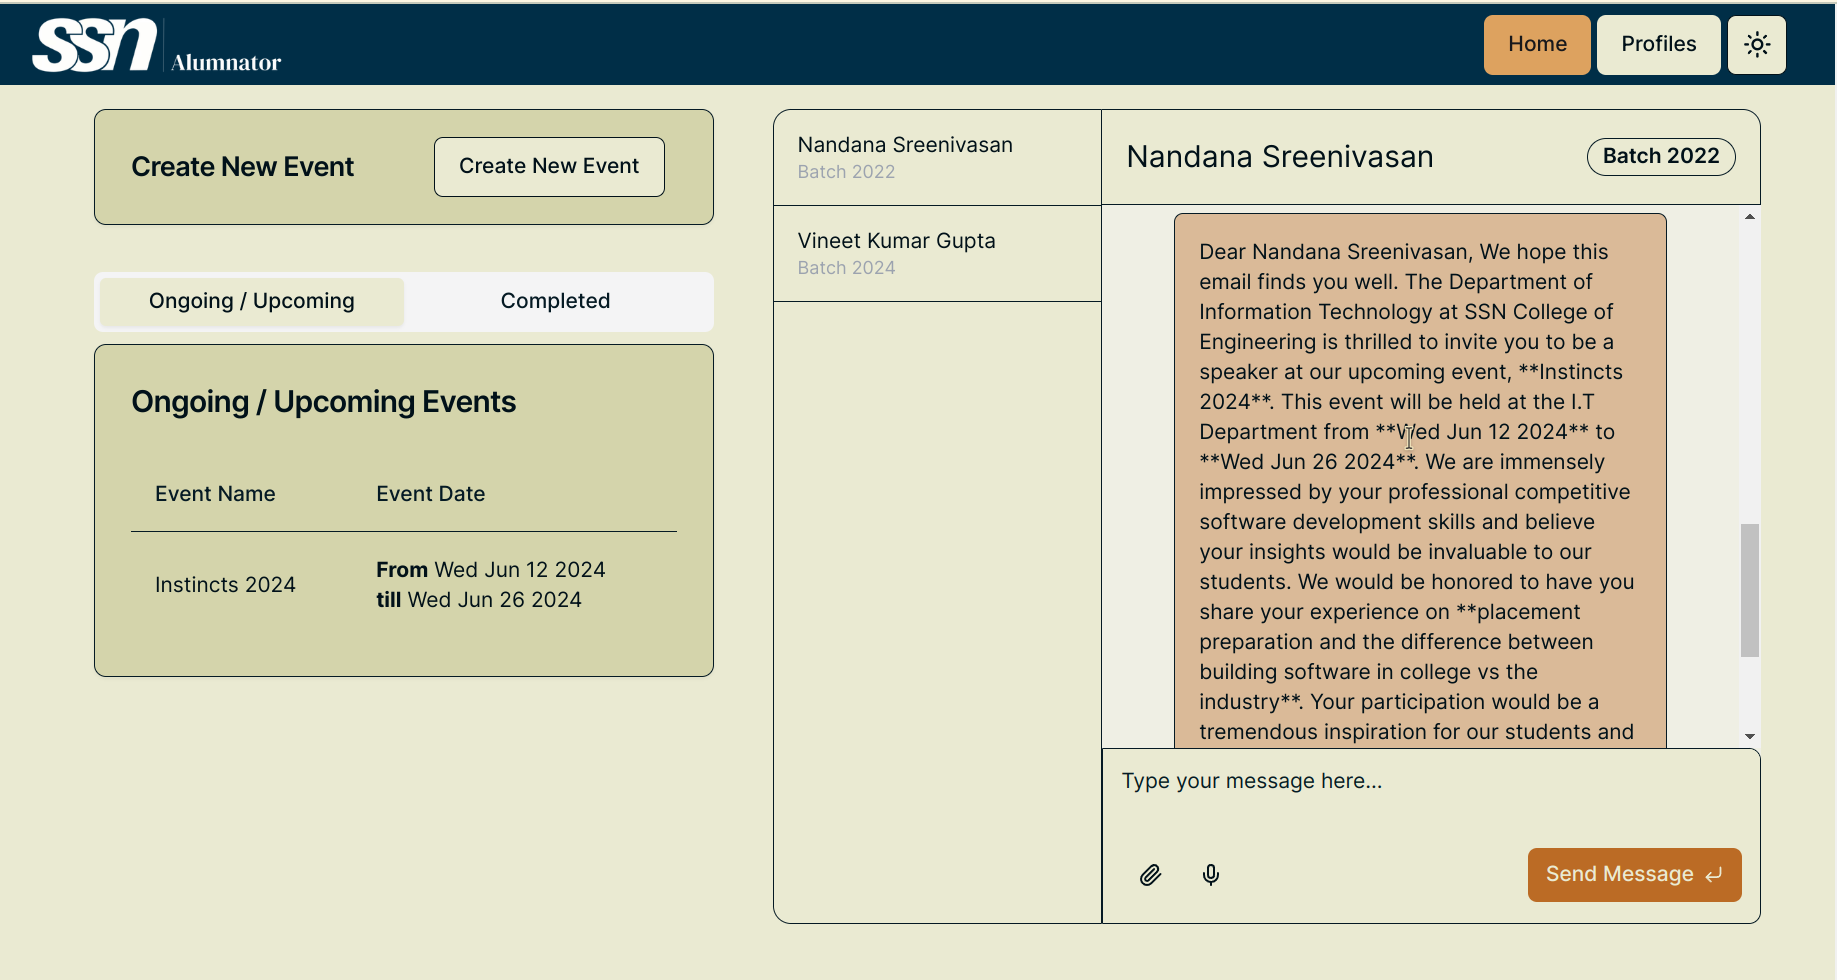 ssn
Alumnator
Home
Profiles
Create New Event
Create New Event
Ongoing / Upcoming
Completed
Ongoing / Upcoming Events
Event Name
Event Date
Instincts 2024
From Wed Jun 12 2024
till Wed Jun 26 2024
Nandana Sreenivasan
Batch 2022
Vineet Kumar Gupta
Batch 2024
Nandana Sreenivasan
Batch 2022
Dear Nandana Sreenivasan, We hope this
email finds you well. The Department of
Information Technology at SSN College of
Engineering is thrilled to invite you to be a
speaker at our upcoming event, **Instincts
2024**. This event will be held at the I.T
Department from **Wed Jun 12 2024** to
**Wed Jun 26 2024**. We are immensely
impressed by your professional competitive
software development skills and believe
your insights would be invaluable to our
students. We would be honored to have you
share your experience on **placement
preparation and the difference between
building software in college vs the
industry**. Your participation would be a
tremendous inspiration for our students and
Type your message here...
Send Message